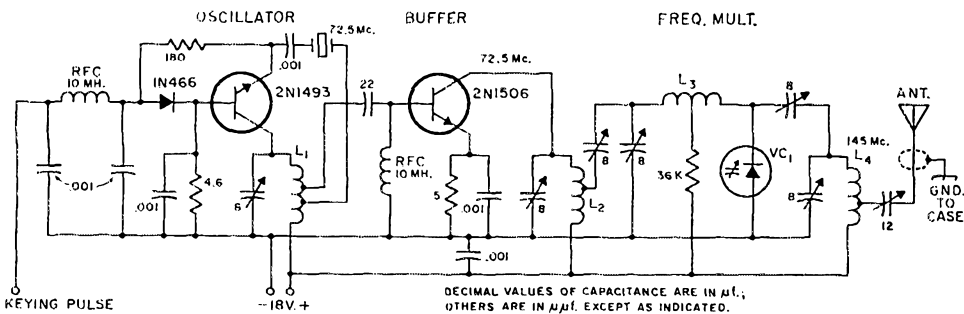 OSCILLATOR
BUFFER
FREQ. MULT.
180
.001
72.5 Mc.
RFC
10 MH.
1N466
2N1493
.001
.001
4.6
6
L1
22
RFC
10 MH.
72.5 Mc.
2N1506
5
.001
8
L2
8
8
L3
36K
VC1
8
8
145 Mc.
L4
12
ANT.
GND.
TO
CASE
.001
KEYING PULSE
-18V.+
DECIMAL VALUES OF CAPACITANCE ARE IN µf.;
OTHERS ARE IN µµf. EXCEPT AS INDICATED.